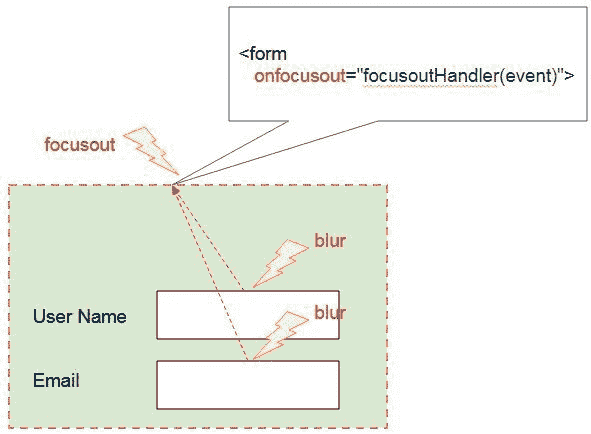 <form
onfocusout="focusoutHandler(event)">
focusout
blur
User Name
blur
Email